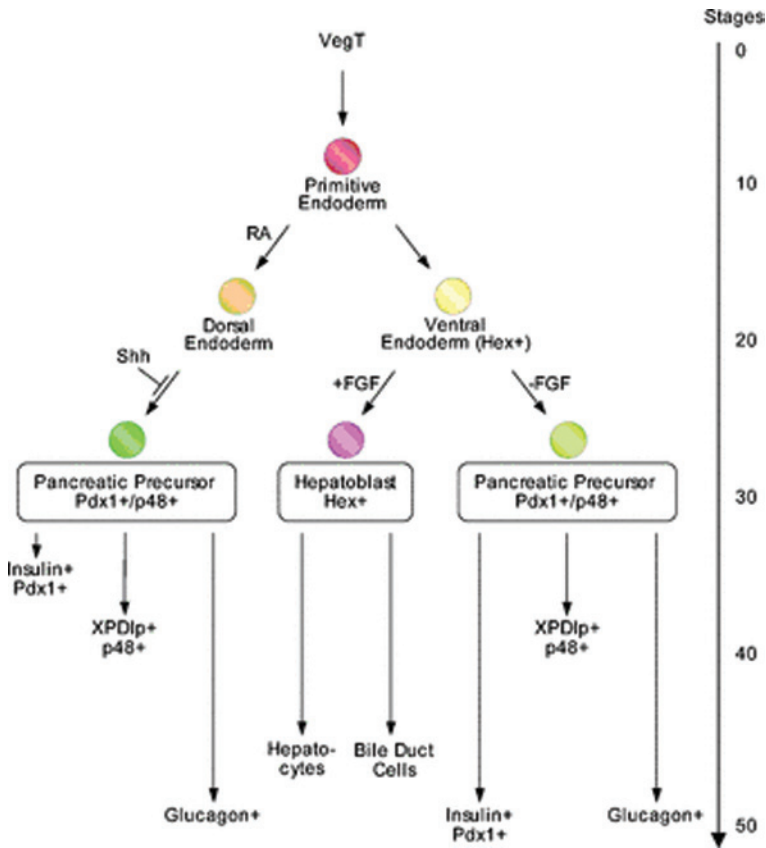 Stages
VegT
0
Primitive
Endoderm
10
RA
Dorsal
Endoderm
Ventral
Endoderm (Hex+)
20
Shh
+FGF
-FGF
Pancreatic Precursor
Pdx1+/p48+
Hepatoblast
Hex+
Pancreatic Precursor
Pdx1+/p48+
30
Insulin+
Pdx1+
XPDIp+
p48+
XPDIp+
p48+
40
Hepato-
cytes
Bile Duct
Cells
Glucagon+
Insulin+
Pdx1+
Glucagon+
50